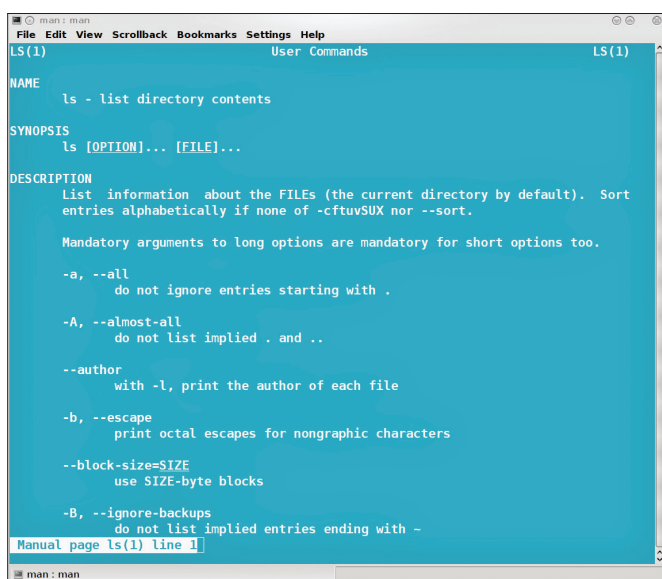 man : man
File Edit View Scrollback Bookmarks Settings Help
LS(1) User Commands LS(1)
NAME
ls - list directory contents
SYNOPSIS
ls [OPTION]... [FILE]...
DESCRIPTION
List information about the FILEs (the current directory by default). Sort
entries alphabetically if none of -cftuvSUX nor --sort.
Mandatory arguments to long options are mandatory for short options too.
-a, --all
do not ignore entries starting with .
-A, --almost-all
do not list implied . and ..
--author
with -l, print the author of each file
-b, --escape
print octal escapes for nongraphic characters
--block-size=SIZE
use SIZE-byte blocks
-B, --ignore-backups
do not list implied entries ending with ~
Manual page ls(1) line 1
man : man